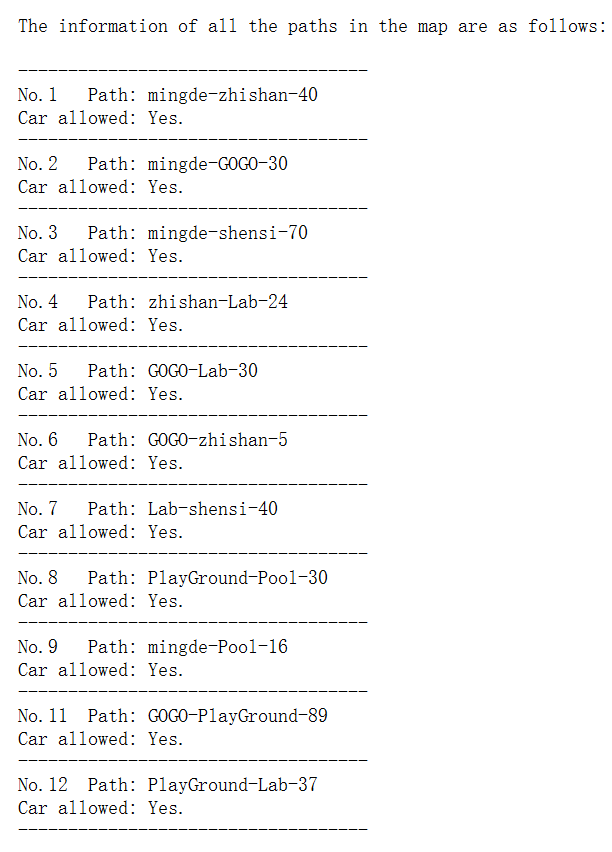 The information of all the paths in the map are as follows:
-----------------------------------
No.1   Path: mingde-zhishan-40
Car allowed: Yes.
-----------------------------------
No.2   Path: mingde-GOGO-30
Car allowed: Yes.
-----------------------------------
No.3   Path: mingde-shensi-70
Car allowed: Yes.
-----------------------------------
No.4   Path: zhishan-Lab-24
Car allowed: Yes.
-----------------------------------
No.5   Path: GOGO-Lab-30
Car allowed: Yes.
-----------------------------------
No.6   Path: GOGO-zhishan-5
Car allowed: Yes.
-----------------------------------
No.7   Path: Lab-shensi-40
Car allowed: Yes.
-----------------------------------
No.8   Path: PlayGround-Pool-30
Car allowed: Yes.
-----------------------------------
No.9   Path: mingde-Pool-16
Car allowed: Yes.
-----------------------------------
No.11  Path: GOGO-PlayGround-89
Car allowed: Yes.
-----------------------------------
No.12  Path: PlayGround-Lab-37
Car allowed: Yes.
-----------------------------------